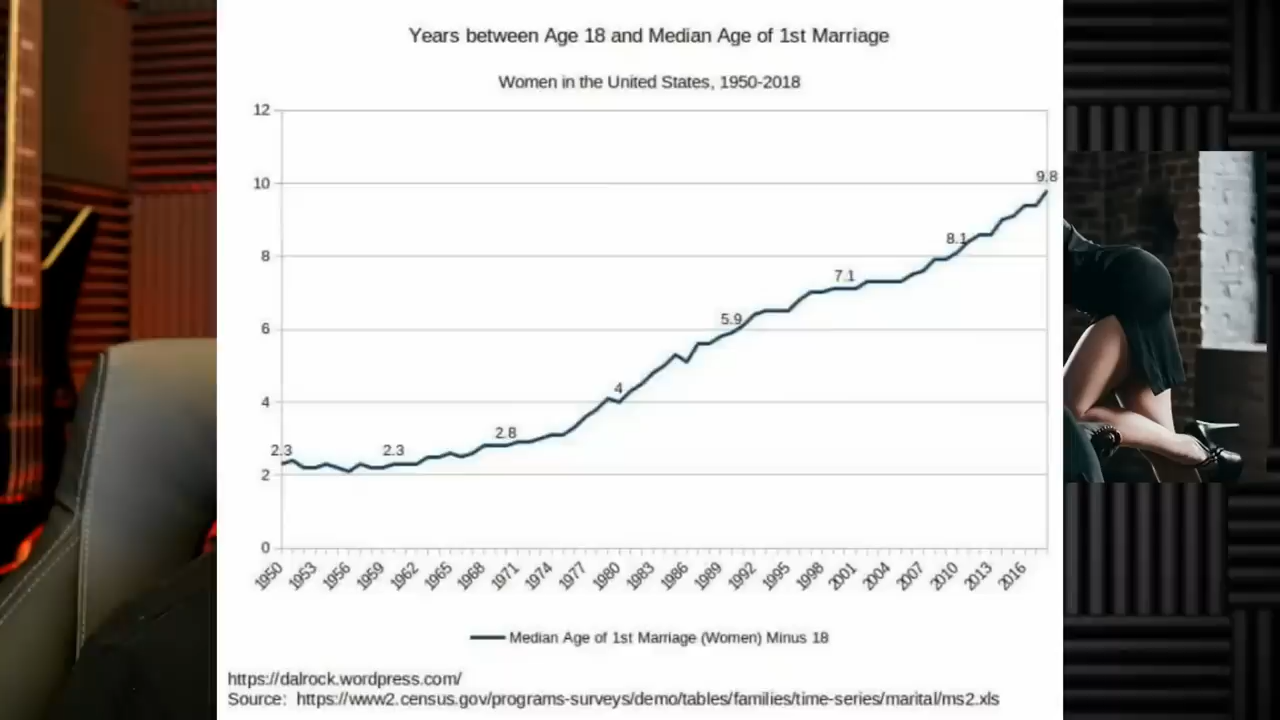 Years between Age 18 and Median Age of 1st Marriage
Women in the United States, 1950-2018
12
10
8
6
4
2
0
2.3
2.3
2.8
4
5.9
7.1
8.1
9.8
1950 1953 1956 1959 1962 1965 1968 1971 1974 1977 1980 1983 1986 1989 1992 1995 1998 2001 2004 2007 2010 2013 2016
Median Age of 1st Marriage (Women) Minus 18
https://dalrock.wordpress.com/
Source: https://www2.census.gov/programs-surveys/demo/tables/families/time-series/marital/ms2.xls